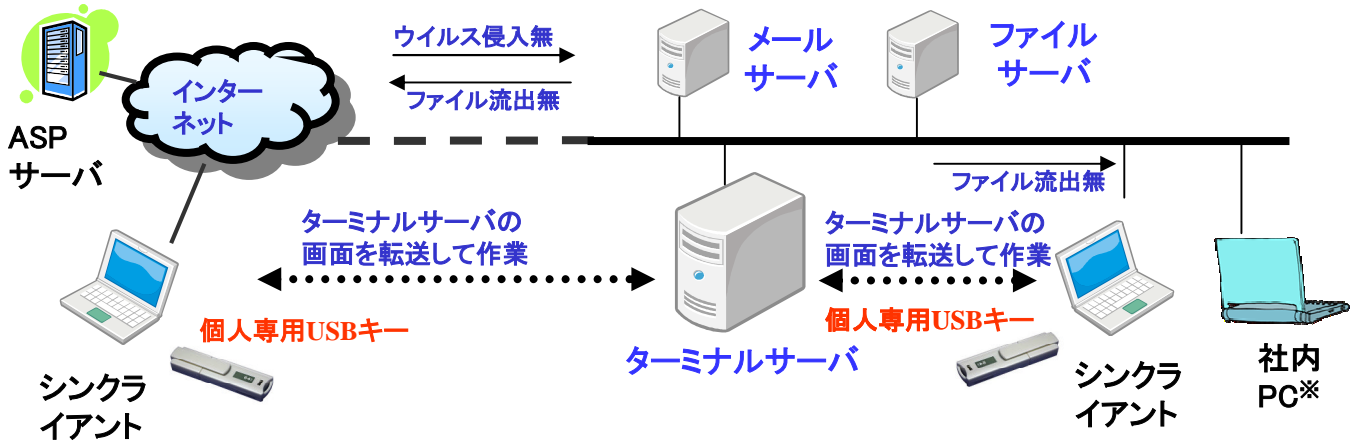 ウイルス侵入無
ファイル流出無
メール
サーバ
ファイル
サーバ
インター
ネット
ASP
サーバ
ファイル流出無
ターミナルサーバの
画面を転送して作業
ターミナルサーバの
画面を転送して作業
個人専用USBキー
個人専用USBキー
ターミナルサーバ
シンクラ
イアント
シンクラ
イアント
社内
PC※